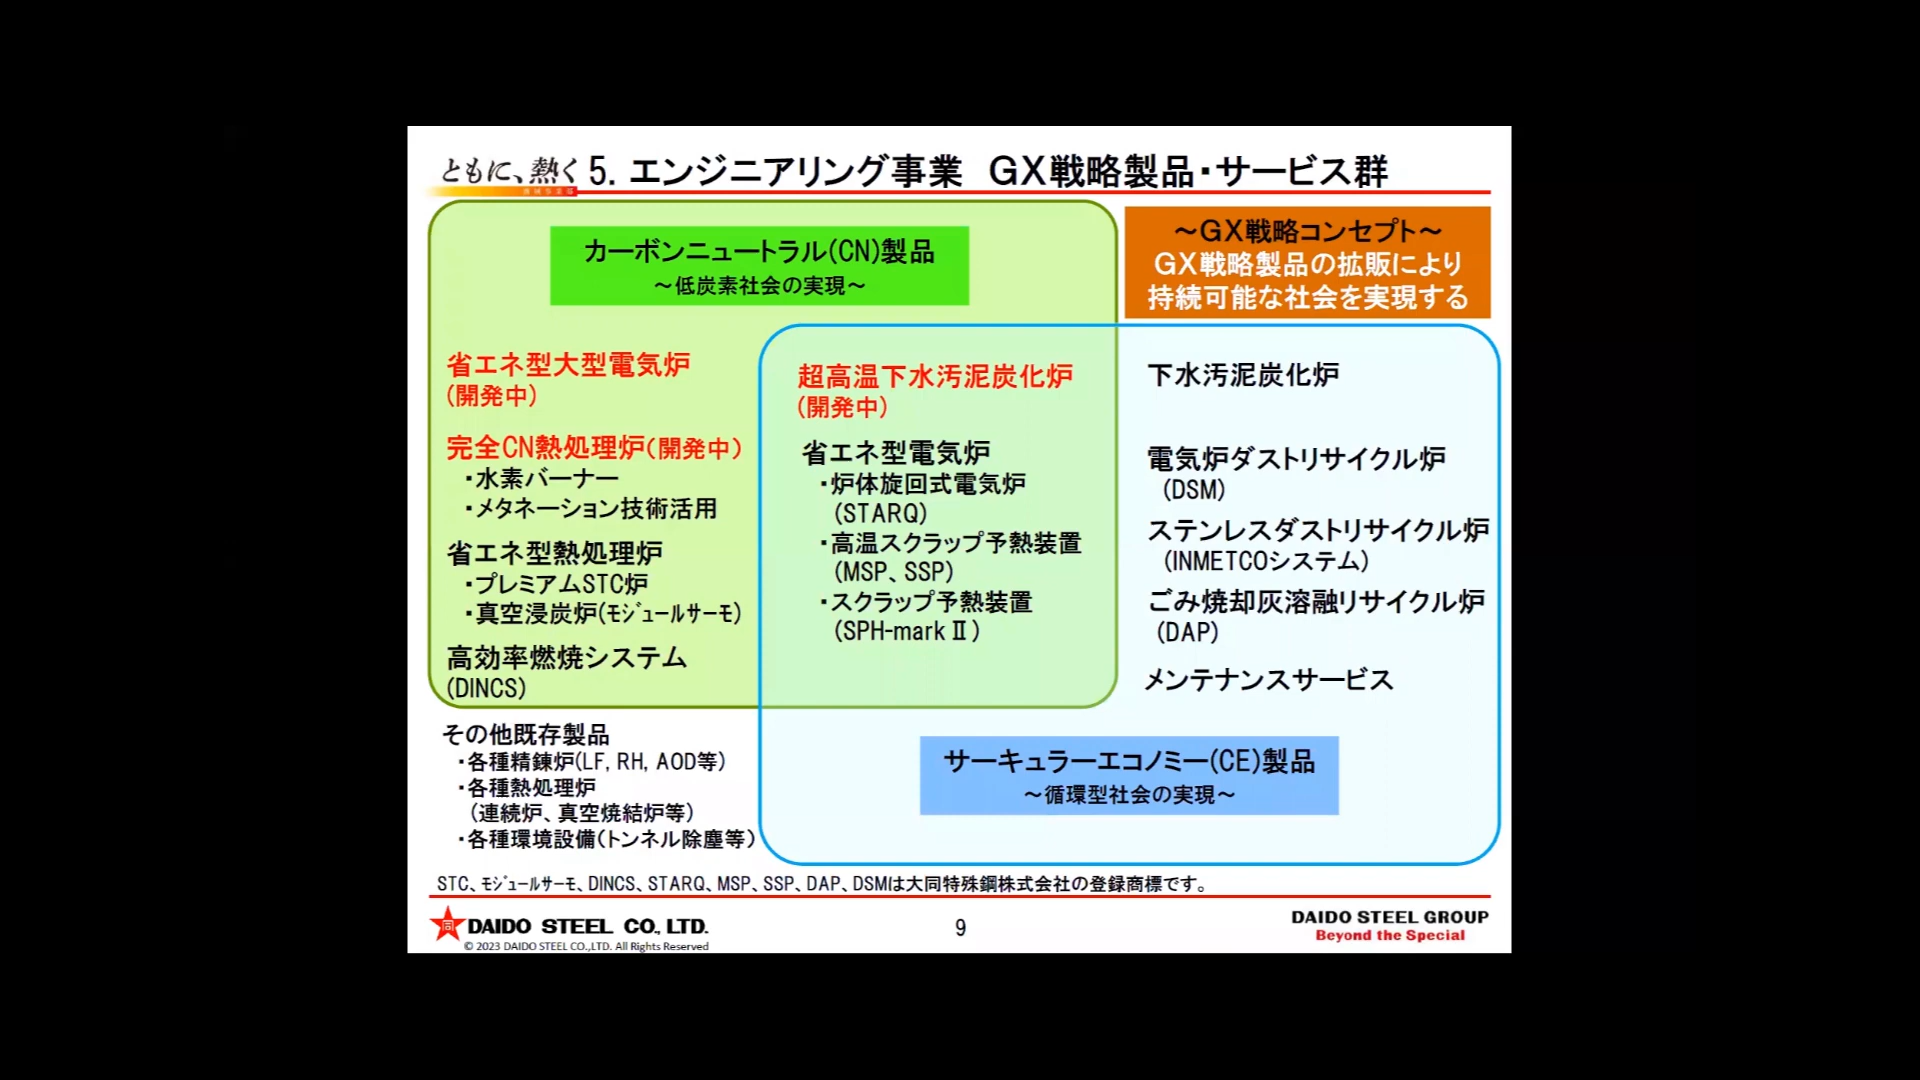 ともに、熱く
5. エンジニアリング事業　GX戦略製品・サービス群
カーボンニュートラル(CN)製品
～低炭素社会の実現～
～GX戦略コンセプト～
GX戦略製品の拡販により
持続可能な社会を実現する
省エネ型大型電気炉
(開発中)
完全CN熱処理炉(開発中)
・水素バーナー
・メタネーション技術活用
省エネ型熱処理炉
・プレミアムSTC炉
・真空浸炭炉(ﾓｼﾞｭｰﾙｻｰﾓ)
高効率燃焼システム
(DINCS)
超高温下水汚泥炭化炉
(開発中)
省エネ型電気炉
・炉体旋回式電気炉
(STARQ)
・高温スクラップ予熱装置
(MSP、SSP)
・スクラップ予熱装置
(SPH-markⅡ)
下水汚泥炭化炉
電気炉ダストリサイクル炉
(DSM)
ステンレスダストリサイクル炉
(INMETCOシステム)
ごみ焼却灰溶融リサイクル炉
(DAP)
メンテナンスサービス
サーキュラーエコノミー(CE)製品
～循環型社会の実現～
その他既存製品
・各種精錬炉(LF, RH, AOD等)
・各種熱処理炉
(連続炉、真空焼結炉等)
・各種環境設備(トンネル除塵等)
STC、ﾓｼﾞｭｰﾙｻｰﾓ、DINCS、STARQ、MSP、SSP、DAP、DSMは大同特殊鋼株式会社の登録商標です。
同 DAIDO STEEL CO., LTD.
© 2023 DAIDO STEEL CO.,LTD. All Rights Reserved
9
DAIDO STEEL GROUP
Beyond the Special